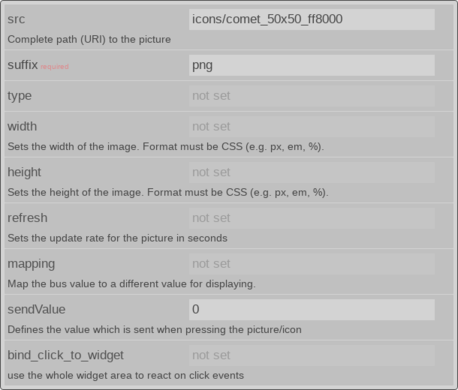 src icons/comet_50x50_ff8000
Complete path (URI) to the picture
suffix required! png
type not set
width not set
Sets the width of the image. Format must be CSS (e.g. px, em, %).
height not set
Sets the height of the image. Format must be CSS (e.g. px, em, %).
refresh not set
Sets the update rate for the picture in seconds
mapping not set
Map the bus value to a different value for displaying.
sendValue 0
Defines the value which is sent when pressing the picture/icon
bind_click_to_widget not set
use the whole widget area to react on click events